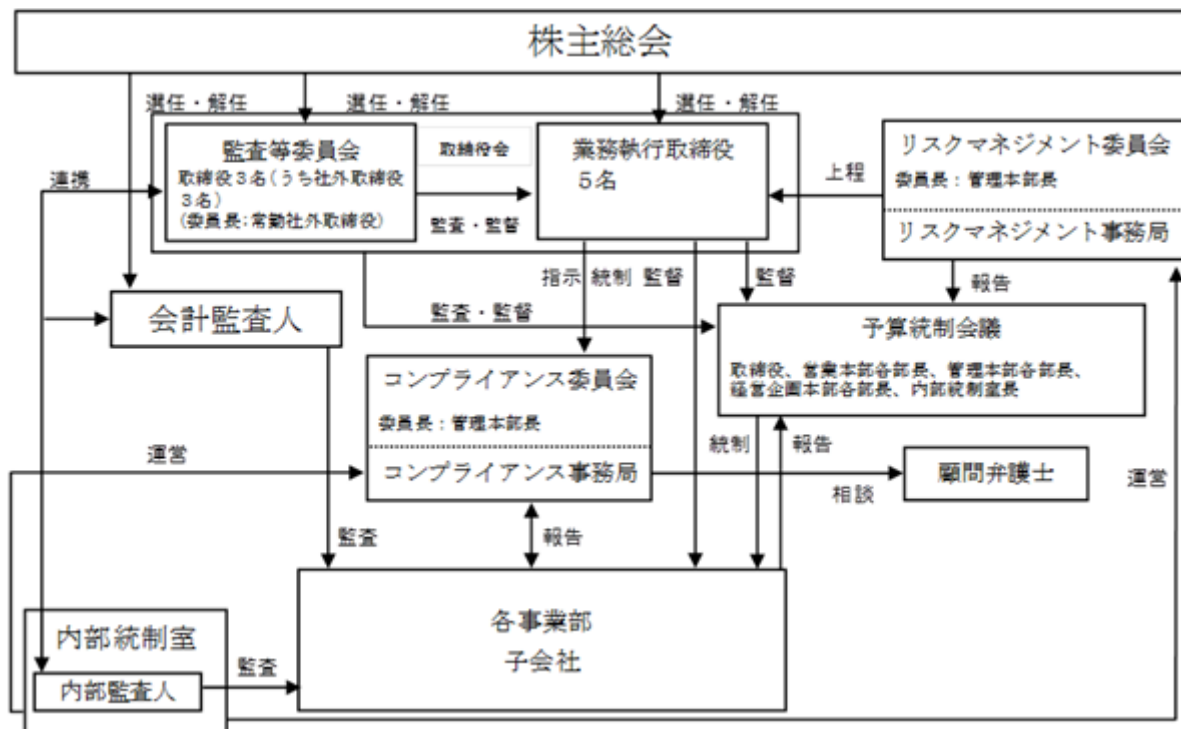 株主総会
選任・解任
選任・解任
選任・解任
監査等委員会
取締役3名(うち社外取締役
3名)
(委員長:常勤社外取締役)
取締役会
業務執行取締役
5名
リスクマネジメント委員会
委員長:管理本部長
リスクマネジメント事務局
連携
監査・監督
上程
指示 統制 監督
監督
報告
会計監査人
監査・監督
予算統制会議
取締役、営業本部各部長、管理本部各部長、
経営企画本部各部長、内部統制室長
コンプライアンス委員会
委員長:管理本部長
コンプライアンス事務局
運営
統制
報告
顧問弁護士
運営
相談
監査
報告
各事業部
子会社
内部統制室
監査
内部監査人